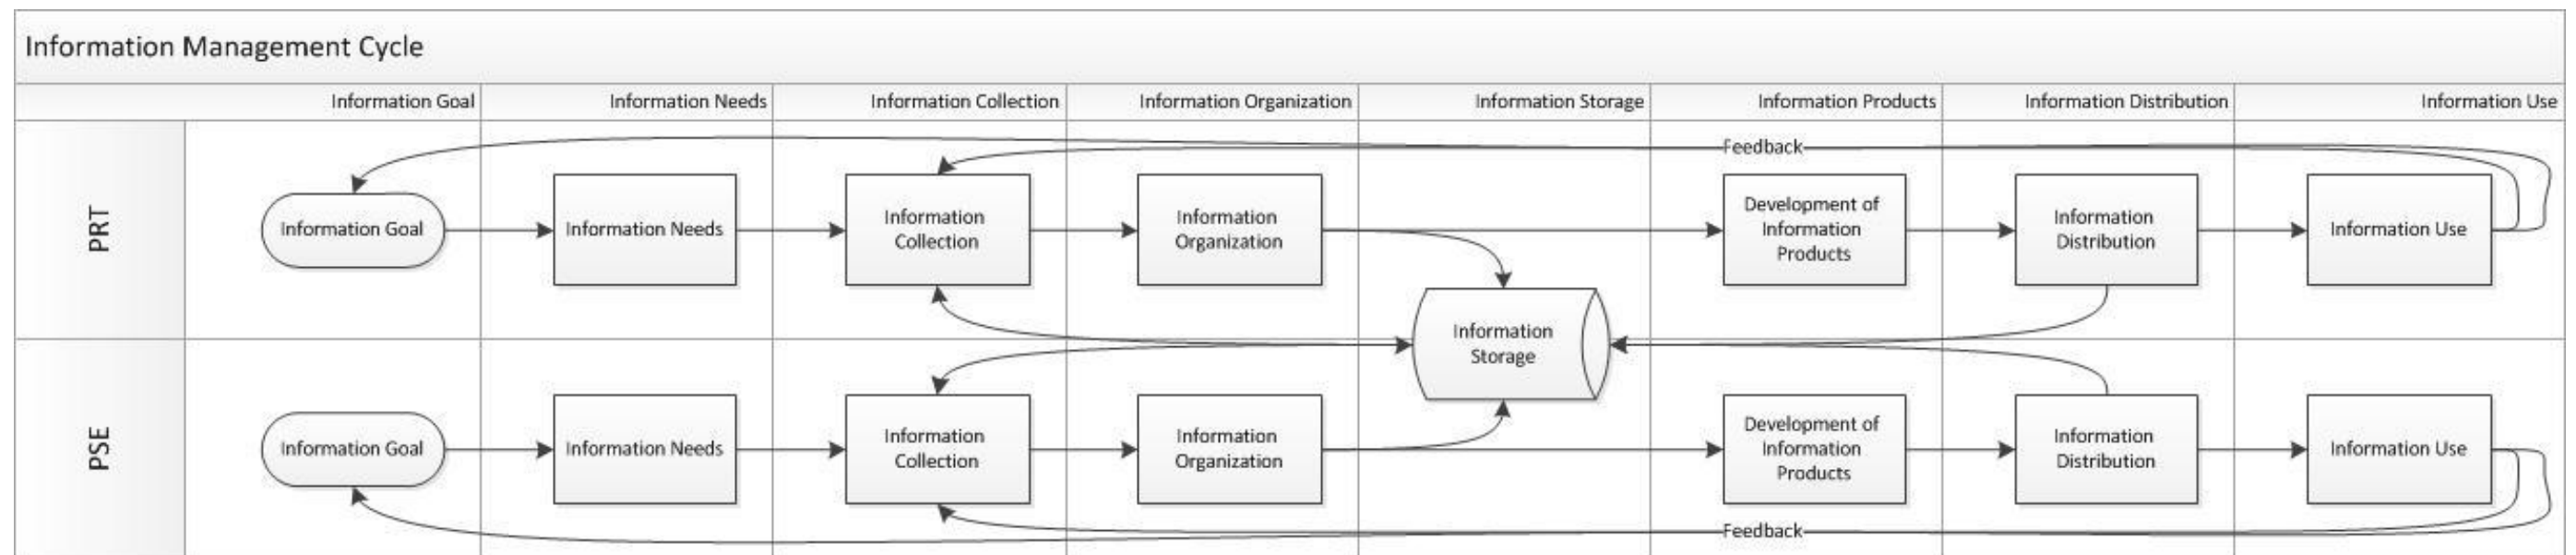 Information Management Cycle
Information Goal
Information Needs
Information Collection
Information Organization
Information Storage
Information Products
Information Distribution
Information Use
PRT
Feedback
Information Goal
Information Needs
Information
Collection
Information
Organization
Development of
Information
Products
Information
Distribution
Information Use
Information
Storage
PSE
Information Goal
Information Needs
Information
Collection
Information
Organization
Development of
Information
Products
Information
Distribution
Information Use
Feedback